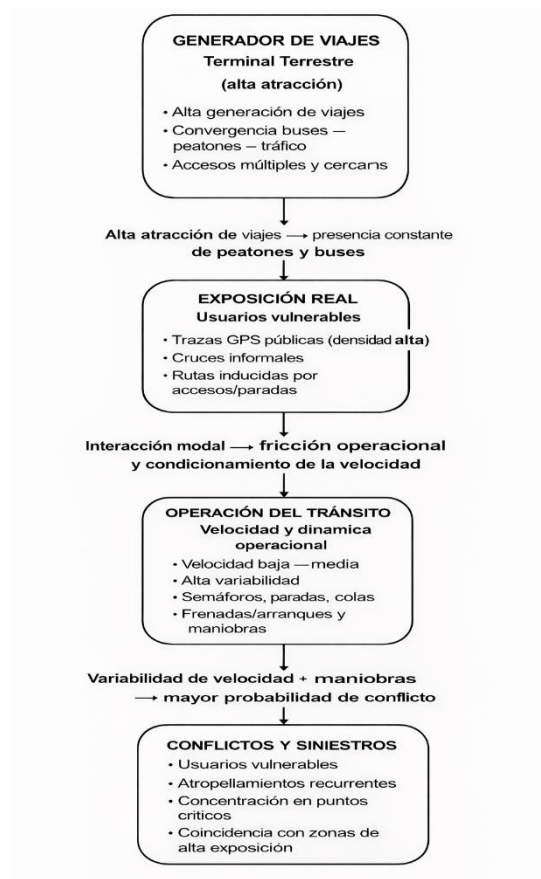 GENERADOR DE VIAJES
Terminal Terrestre
(alta atracción)
• Alta generación de viajes
• Convergencia buses —
peatones – tráfico
• Accesos múltiples y cercarns
Alta atracción de viajes → presencia constante
de peatones y buses
EXPOSICIÓN REAL
Usuarios vulnerables
• Trazas GPS públicas (densidad alta)
• Cruces informales
• Rutas inducidas por
accesos/paradas
Interacción modal → fricción operacional
y condicionamiento de la velocidad
OPERACIÓN DEL TRÁNSITO
Velocidad y dinamica
operacional
• Velocidad baja — media
• Alta variabilidad
• Semáforos, paradas, colas
• Frenadas/arranques y
maniobras
Variabilidad de velocidad + maniobras
→ mayor probabilidad de conflicto
CONFLICTOS Y SINIESTROS
• Usuarios vulnerables
• Atropellamientos recurrentes
• Concentración en puntos
criticos
• Coincidencia con zonas de
alta exposición